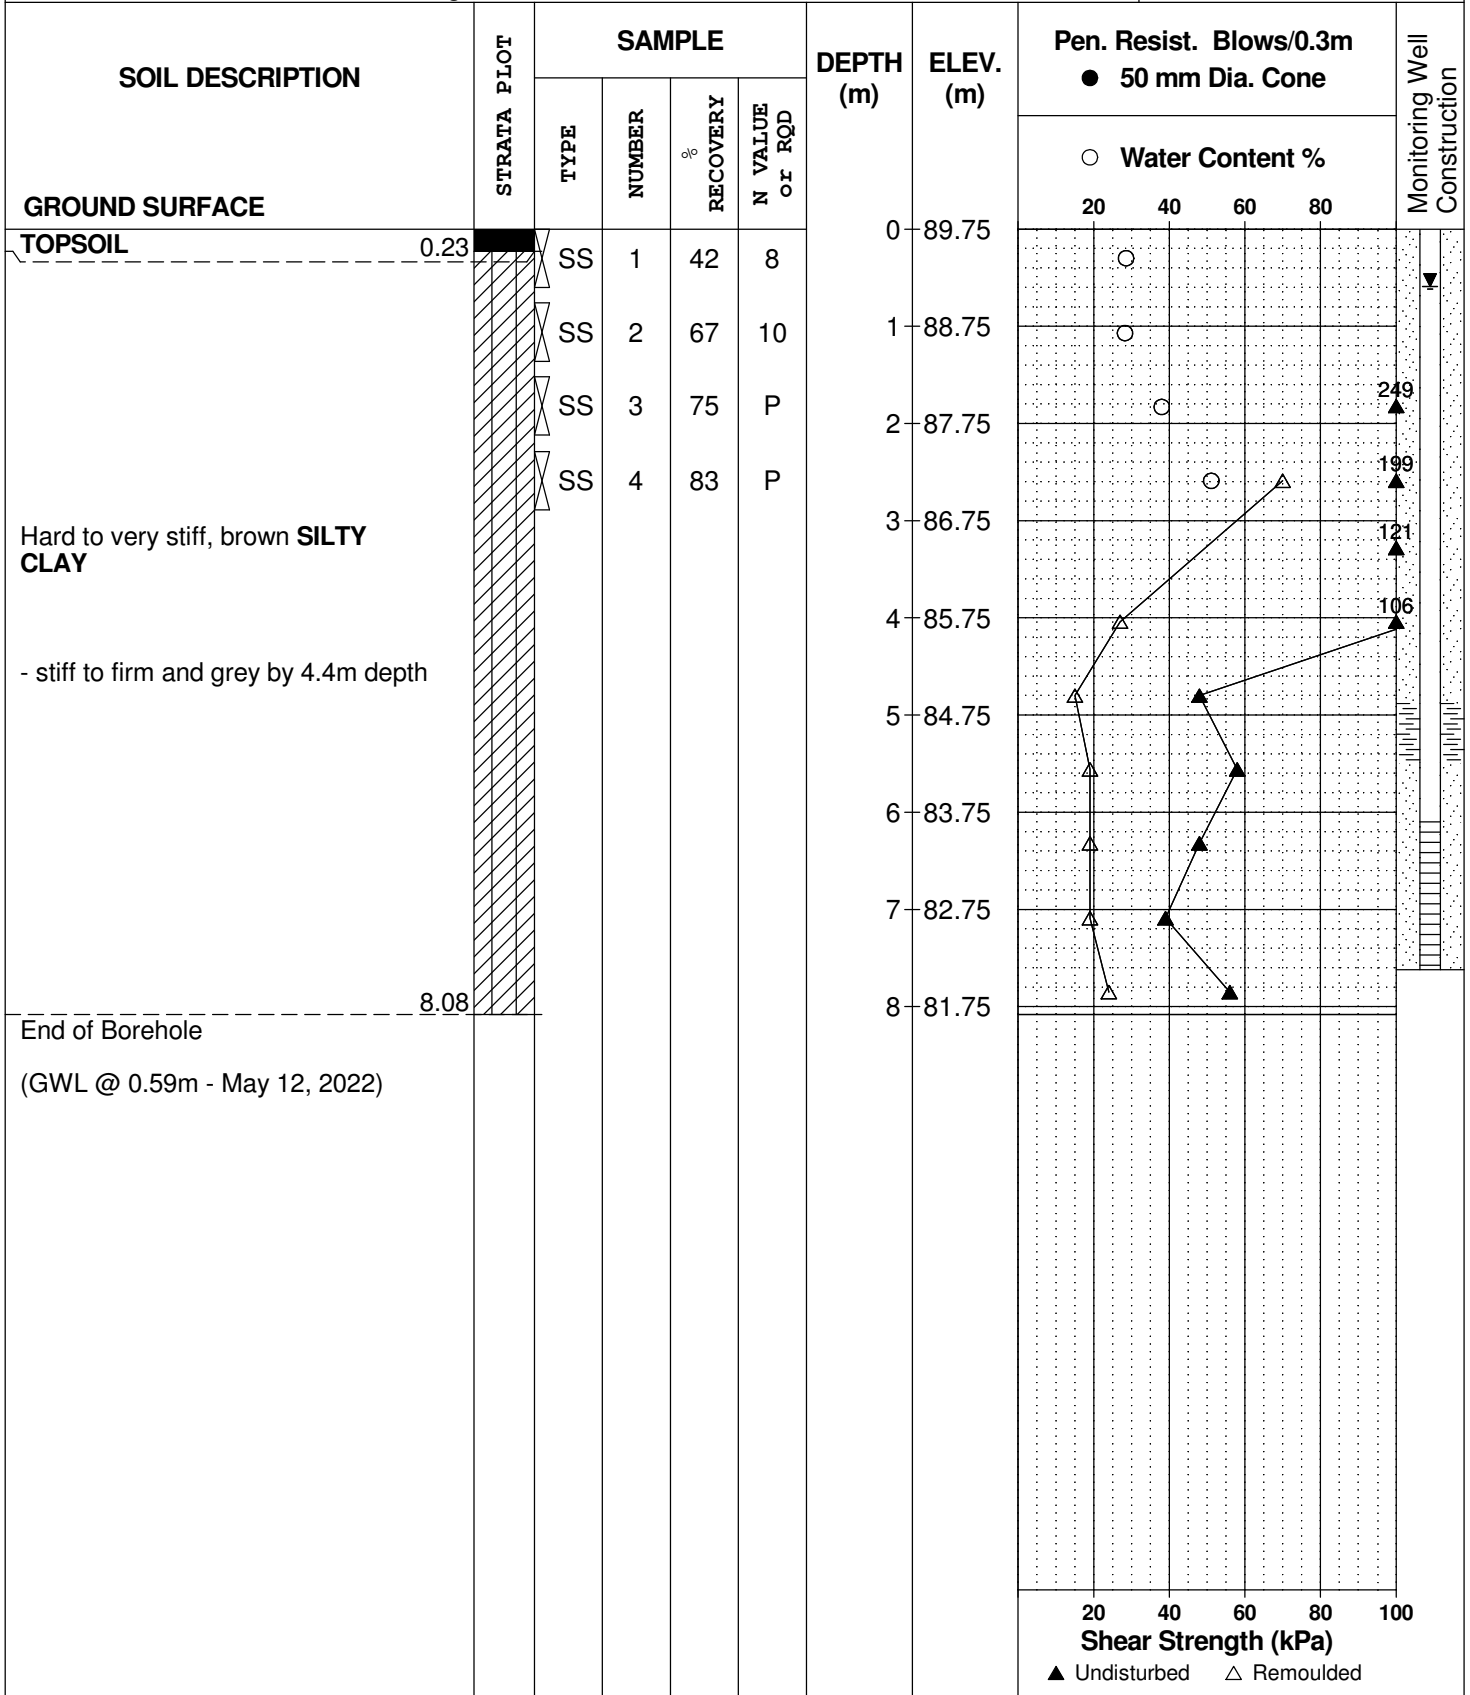 SOIL DESCRIPTION
GROUND SURFACE
STRATA PLOT
SAMPLE
TYPE
NUMBER
%
RECOVERY
N VALUE
or RQD
DEPTH
(m)
ELEV.
(m)
Pen. Resist. Blows/0.3m
● 50 mm Dia. Cone
○ Water Content %
20 40 60 80
Monitoring Well
Construction
TOPSOIL 0.23
SS 1 42 8
SS 2 67 10
SS 3 75 P
SS 4 83 P
Hard to very stiff, brown SILTY
CLAY
- stiff to firm and grey by 4.4m depth
8.08
End of Borehole
(GWL @ 0.59m - May 12, 2022)
0 89.75
1 88.75
2 87.75
3 86.75
4 85.75
5 84.75
6 83.75
7 82.75
8 81.75
249
199
121
106
20 40 60 80 100
Shear Strength (kPa)
▲ Undisturbed △ Remoulded